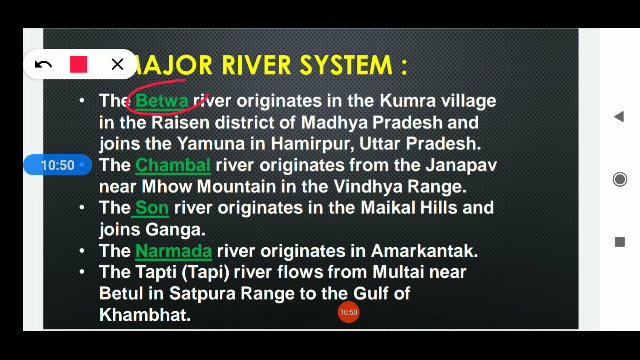 MAJOR RIVER SYSTEM :
• The Betwa river originates in the Kumra village
in the Raisen district of Madhya Pradesh and
joins the Yamuna in Hamirpur, Uttar Pradesh.
10:50
• The Chambal river originates from the Janapav
near Mhow Mountain in the Vindhya Range.
• The Son river originates in the Maikal Hills and
joins Ganga.
• The Narmada river originates in Amarkantak.
• The Tapti (Tapi) river flows from Multai near
Betul in Satpura Range to the Gulf of
Khambhat.
10:50